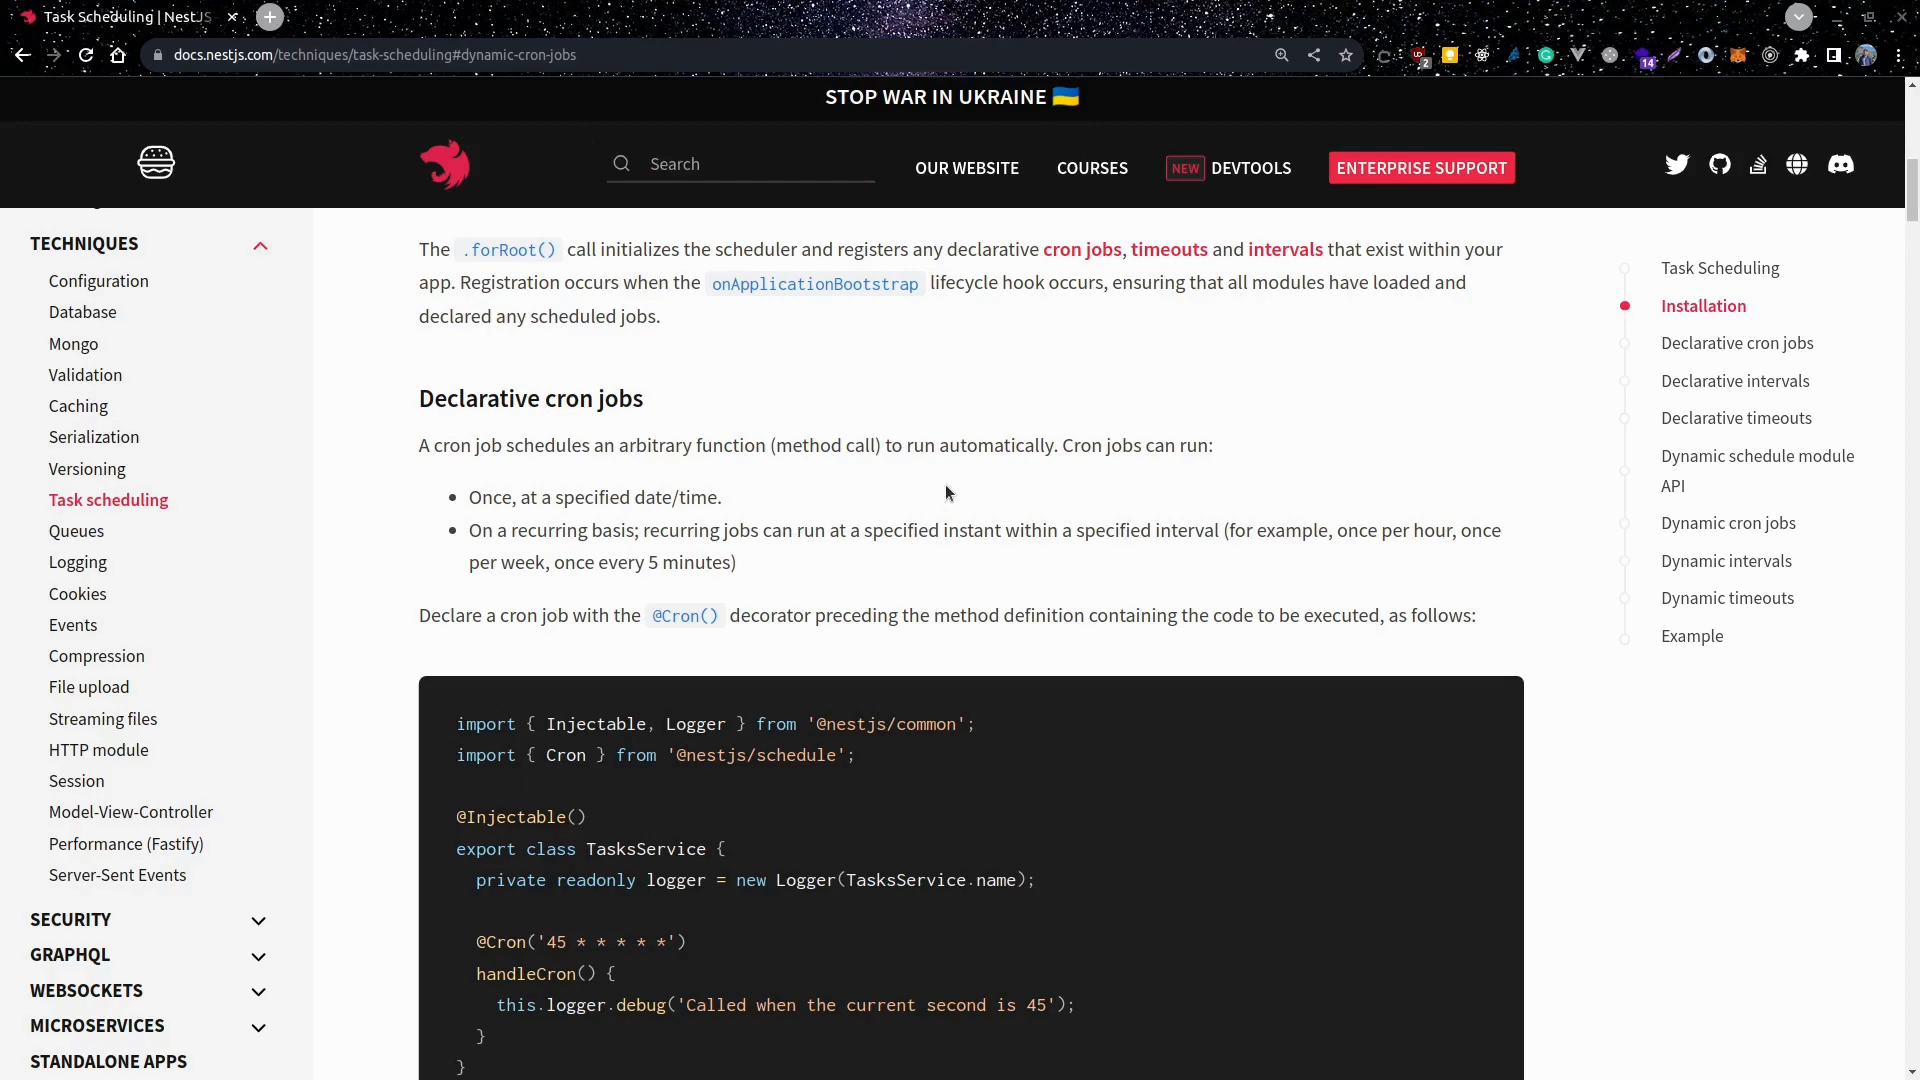 Task Scheduling | NestJS
docs.nestjs.com/techniques/task-scheduling#dynamic-cron-jobs
2
14
STOP WAR IN UKRAINE 🇺🇦
Search
OUR WEBSITE
COURSES
NEW DEVTOOLS
ENTERPRISE SUPPORT
TECHNIQUES
Configuration
Database
Mongo
Validation
Caching
Serialization
Versioning
Task scheduling
Queues
Logging
Cookies
Events
Compression
File upload
Streaming files
HTTP module
Session
Model-View-Controller
Performance (Fastify)
Server-Sent Events
SECURITY
GRAPHQL
WEBSOCKETS
MICROSERVICES
STANDALONE APPS
The .forRoot() call initializes the scheduler and registers any declarative cron jobs, timeouts and intervals that exist within your
app. Registration occurs when the onApplicationBootstrap lifecycle hook occurs, ensuring that all modules have loaded and
declared any scheduled jobs.
Declarative cron jobs
A cron job schedules an arbitrary function (method call) to run automatically. Cron jobs can run:
• Once, at a specified date/time.
• On a recurring basis; recurring jobs can run at a specified instant within a specified interval (for example, once per hour, once
per week, once every 5 minutes)
Declare a cron job with the @Cron() decorator preceding the method definition containing the code to be executed, as follows:
import { Injectable, Logger } from '@nestjs/common';
import { Cron } from '@nestjs/schedule';
@Injectable()
export class TasksService {
private readonly logger = new Logger(TasksService.name);
@Cron('45 * * * * *')
handleCron() {
this.logger.debug('Called when the current second is 45');
}
}
Task Scheduling
Installation
Declarative cron jobs
Declarative intervals
Declarative timeouts
Dynamic schedule module
API
Dynamic cron jobs
Dynamic intervals
Dynamic timeouts
Example